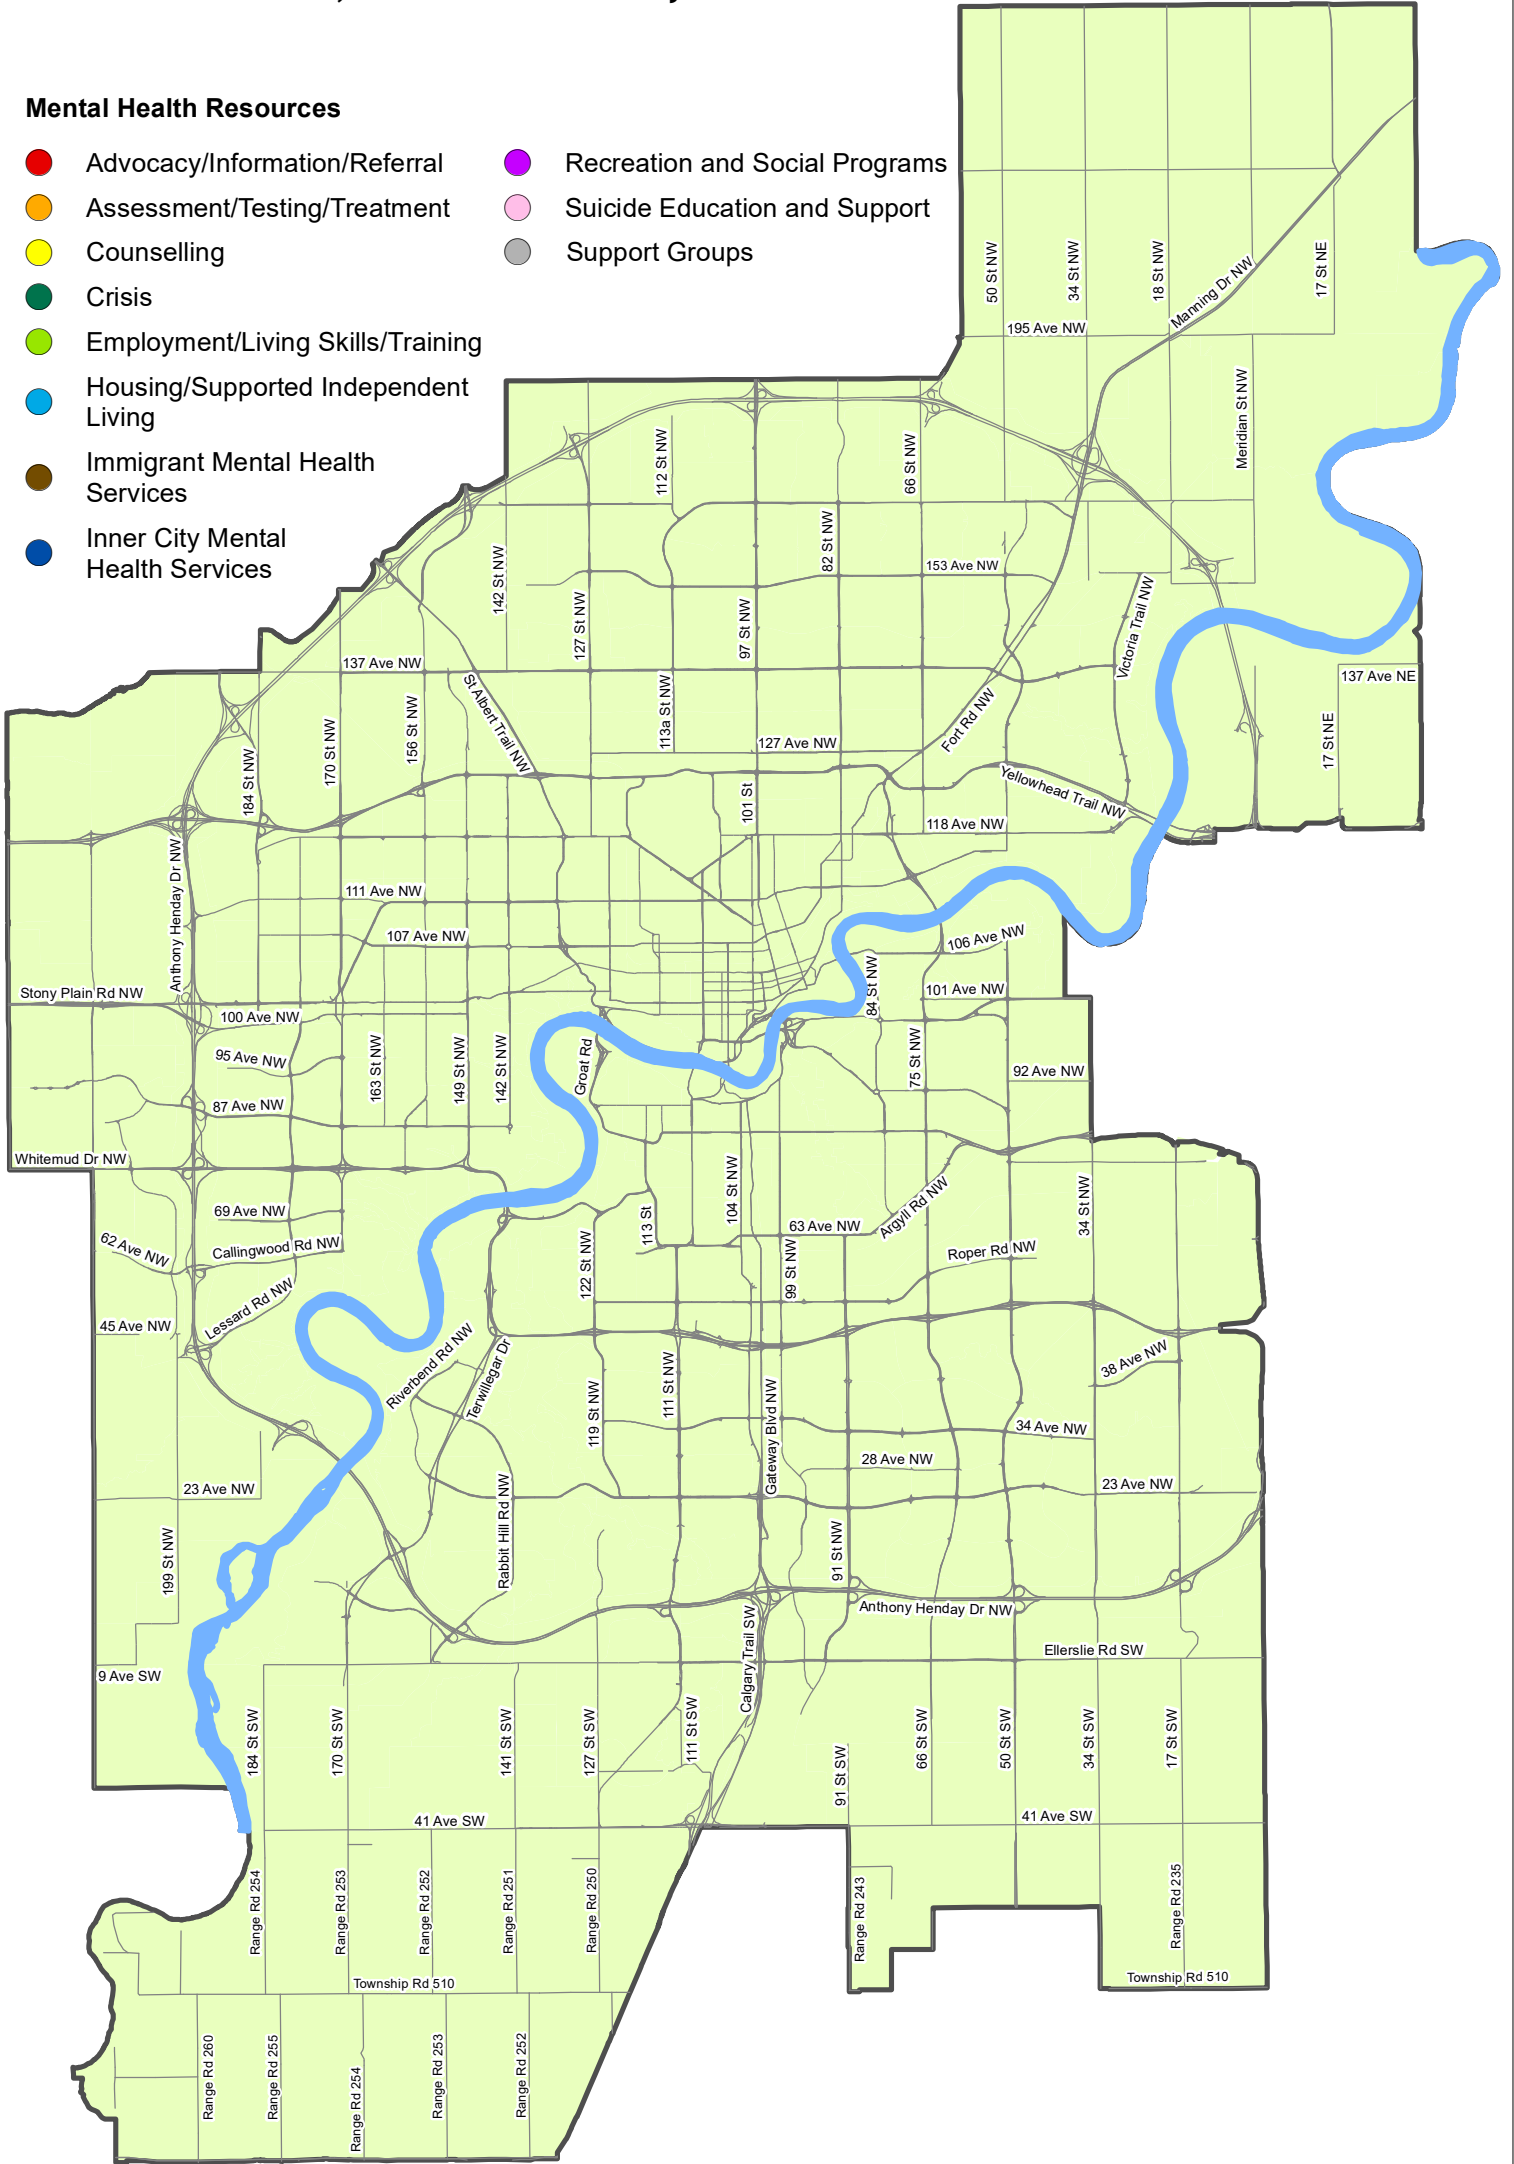 Mental Health Resources
Advocacy/Information/Referral
Assessment/Testing/Treatment
Counselling
Crisis
Employment/Living Skills/Training
Housing/Supported Independent
Living
Immigrant Mental Health
Services
Inner City Mental
Health Services
Recreation and Social Programs
Suicide Education and Support
Support Groups
50 St NW
34 St NW
18 St NW
Manning Dr NW
17 St NE
195 Ave NW
Meridian St NW
112 St NW
66 St NW
82 St NW
142 St NW
153 Ave NW
127 St NW
97 St NW
Victoria Trail NW
137 Ave NW
137 Ave NE
St Albert Trail NW
113a St NW
156 St NW
170 St NW
184 St NW
Fort Rd NW
127 Ave NW
17 St NE
Yellowhead Trail NW
101 St
118 Ave NW
Anthony Henday Dr NW
111 Ave NW
107 Ave NW
106 Ave NW
Stony Plain Rd NW
84 St NW
101 Ave NW
100 Ave NW
95 Ave NW
163 St NW
149 St NW
142 St NW
Groat Rd
75 St NW
92 Ave NW
87 Ave NW
Whitemud Dr NW
104 St NW
34 St NW
69 Ave NW
113 St
63 Ave NW
Argyll Rd NW
62 Ave NW
Callingwood Rd NW
122 St NW
99 St NW
Roper Rd NW
Lessard Rd NW
45 Ave NW
Riverbend Rd NW
Terwillegar Dr
38 Ave NW
119 St NW
111 St NW
Gateway Blvd NW
34 Ave NW
28 Ave NW
23 Ave NW
23 Ave NW
Rabbit Hill Rd NW
199 St NW
91 St NW
Anthony Henday Dr NW
Calgary Trail SW
Ellerslie Rd SW
9 Ave SW
184 St SW
170 St SW
141 St SW
127 St SW
111 St SW
91 St SW
66 St SW
50 St SW
34 St SW
17 St SW
41 Ave SW
41 Ave SW
Range Rd 254
Range Rd 253
Range Rd 252
Range Rd 251
Range Rd 250
Range Rd 243
Range Rd 235
Township Rd 510
Township Rd 510
Range Rd 260
Range Rd 255
Range Rd 254
Range Rd 253
Range Rd 252